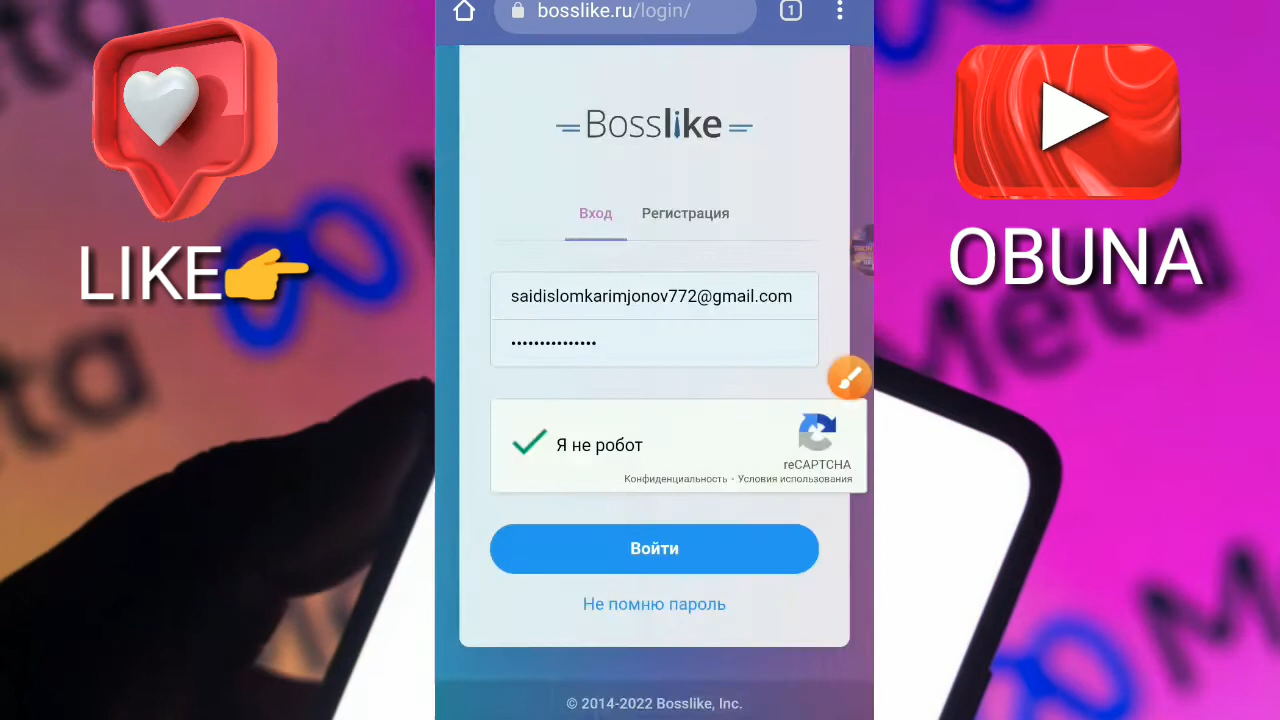 bosslike.ru/login/
1
Bosslike
Вход
Регистрация
saidislomkarimjonov772@gmail.com
•••••••••••••••
Я не робот
reCAPTCHA
Конфиденциальность - Условия использования
Войти
Не помню пароль
© 2014-2022 Bosslike, Inc.
LIKE👉
OBUNA
Meta